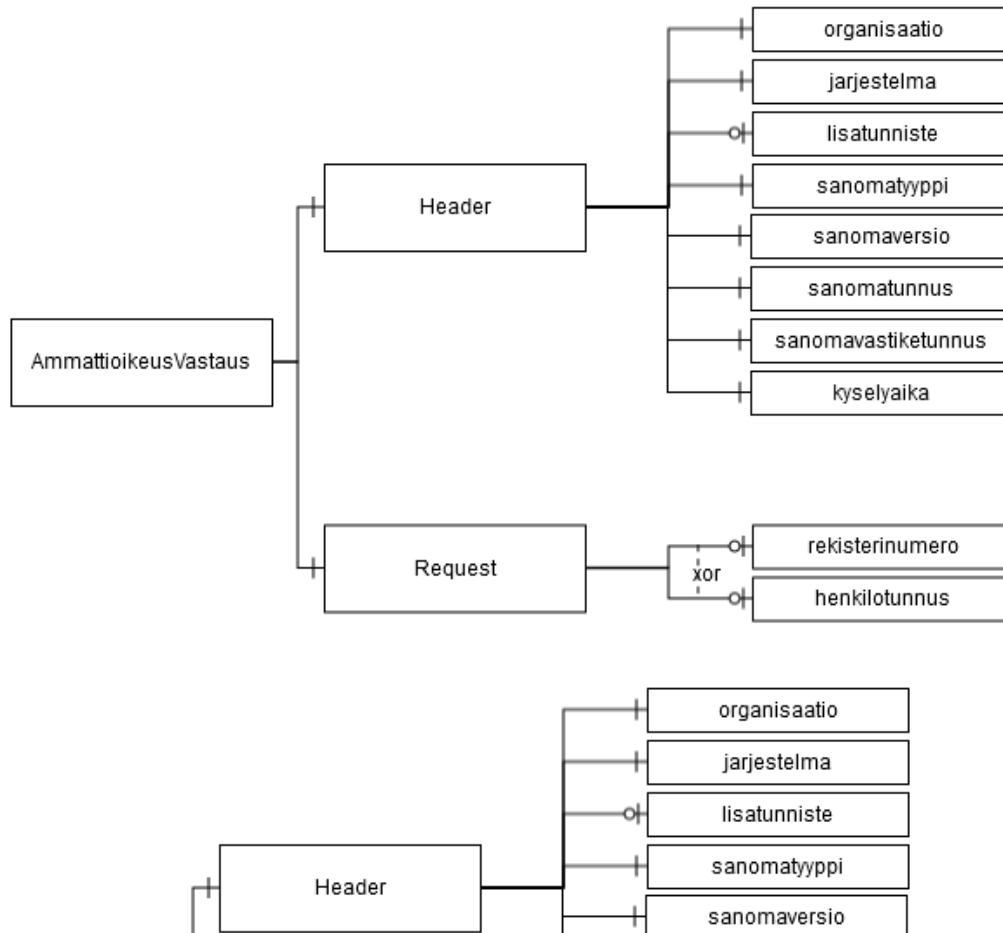 organisaatio
jarjestelma
lisatunniste
sanomatyyppi
Header
sanomaversio
sanomatunnus
sanomavastiketunnus
AmmattioikeusVastaus
kyselyaika
rekisterinumero
Request
xor
henkilotunnus
organisaatio
jarjestelma
lisatunniste
sanomatyyppi
Header
sanomaversio